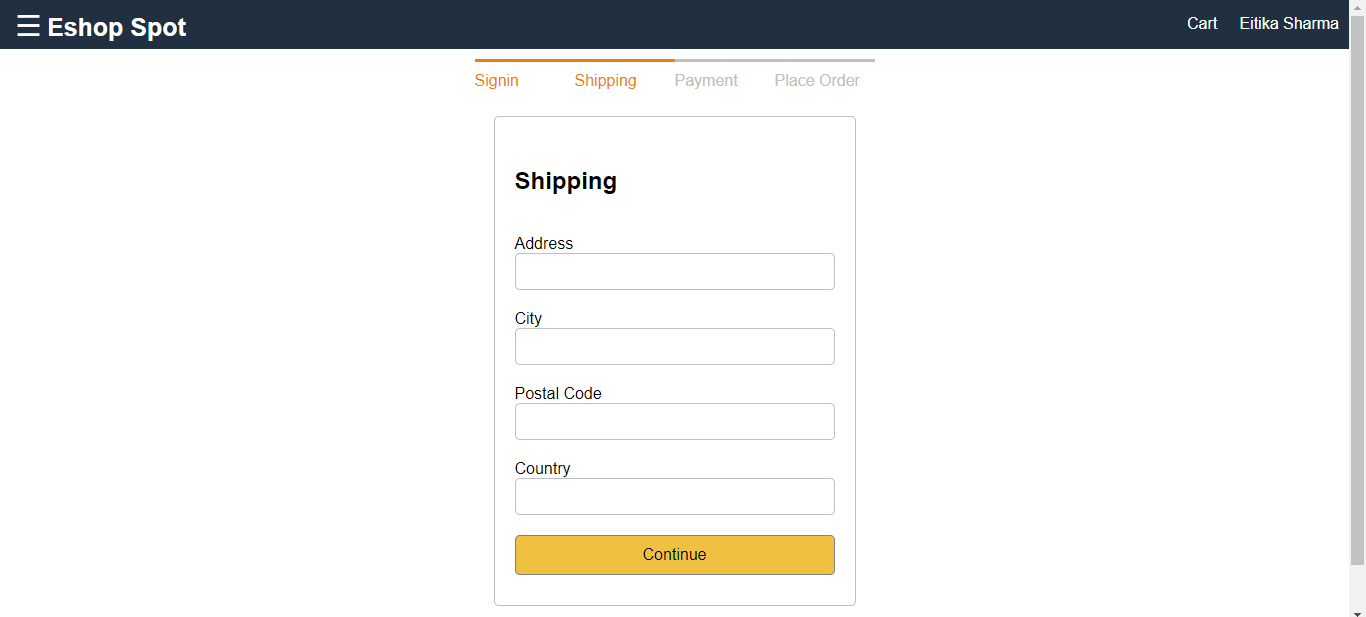 ☰ Eshop Spot
Cart Eitika Sharma
Signin Shipping Payment Place Order
Shipping
Address
City
Postal Code
Country
Continue